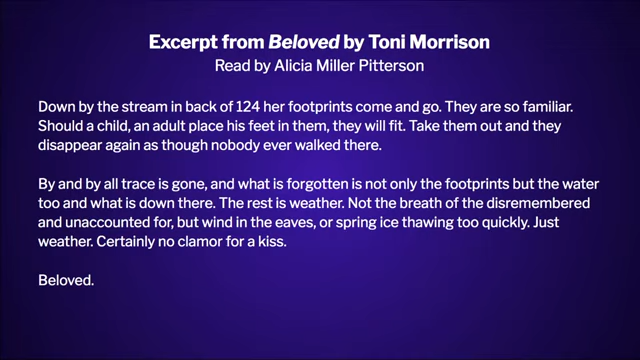 Excerpt from Beloved by Toni Morrison
Read by Alicia Miller Pitterson
Down by the stream in back of 124 her footprints come and go. They are so familiar.
Should a child, an adult place his feet in them, they will fit. Take them out and they
disappear again as though nobody ever walked there.
By and by all trace is gone, and what is forgotten is not only the footprints but the water
too and what is down there. The rest is weather. Not the breath of the disremembered
and unaccounted for, but wind in the eaves, or spring ice thawing too quickly. Just
weather. Certainly no clamor for a kiss.
Beloved.